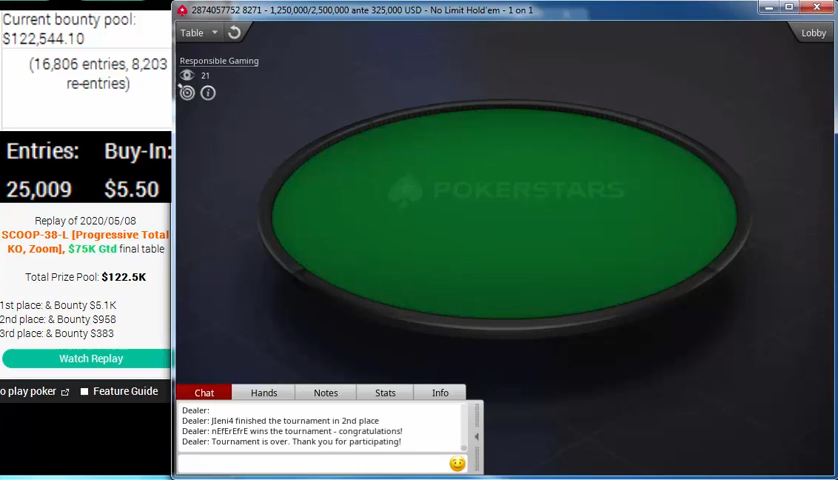 Current bounty pool:
$122,544.10
(16,806 entries, 8,203
re-entries)
Entries: Buy-In:
25,009 $5.50
Replay of 2020/05/08
SCOOP-38-L [Progressive Total
KO, Zoom], $75K Gtd final table
Total Prize Pool: $122.5K
1st place: & Bounty $5.1K
2nd place: & Bounty $958
3rd place: & Bounty $383
Watch Replay
o play poker Feature Guide
2874057752 8271 - 1,250,000/2,500,000 ante 325,000 USD - No Limit Hold'em - 1 on 1
Table
Lobby
Responsible Gaming
21
POKERSTARS
Chat Hands Notes Stats Info
Dealer:
Dealer: JIeni4 finished the tournament in 2nd place
Dealer: nEfErEfrE wins the tournament - congratulations!
Dealer: Tournament is over. Thank you for participating!